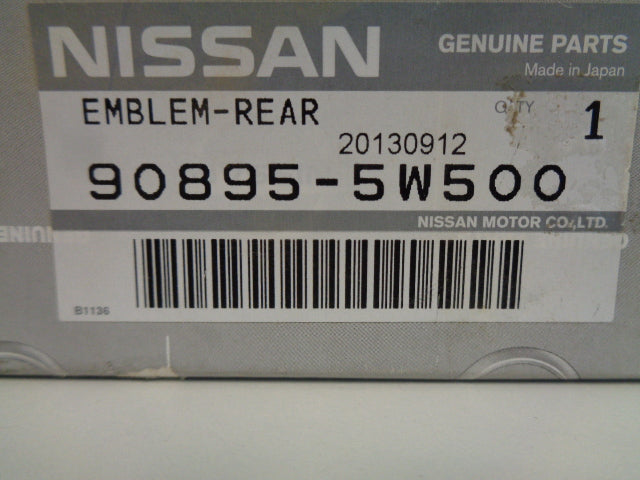 NISSAN
GENUINE PARTS
Made in Japan
EMBLEM-REAR
Q'TY 1
20130912
90895-5W500
NISSAN MOTOR CO.,LTD.
B1136